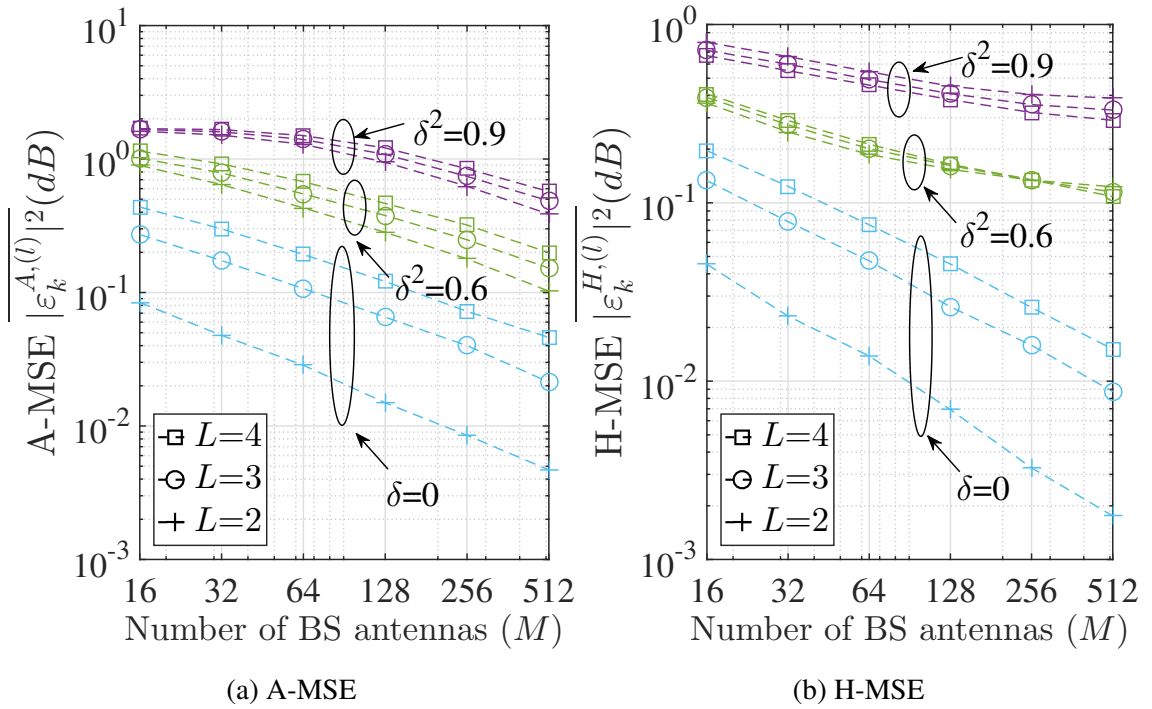 A-MSE |ε_k^{A,(l)}|^2 (dB)
10^1
10^0
10^{-1}
10^{-2}
10^{-3}
δ^2=0.9
δ^2=0.6
δ=0
L=4
L=3
L=2
16 32 64 128 256 512
Number of BS antennas (M)
(a) A-MSE
H-MSE |ε_k^{H,(l)}|^2 (dB)
10^0
10^{-1}
10^{-2}
10^{-3}
δ^2=0.9
δ^2=0.6
δ=0
L=4
L=3
L=2
16 32 64 128 256 512
Number of BS antennas (M)
(b) H-MSE